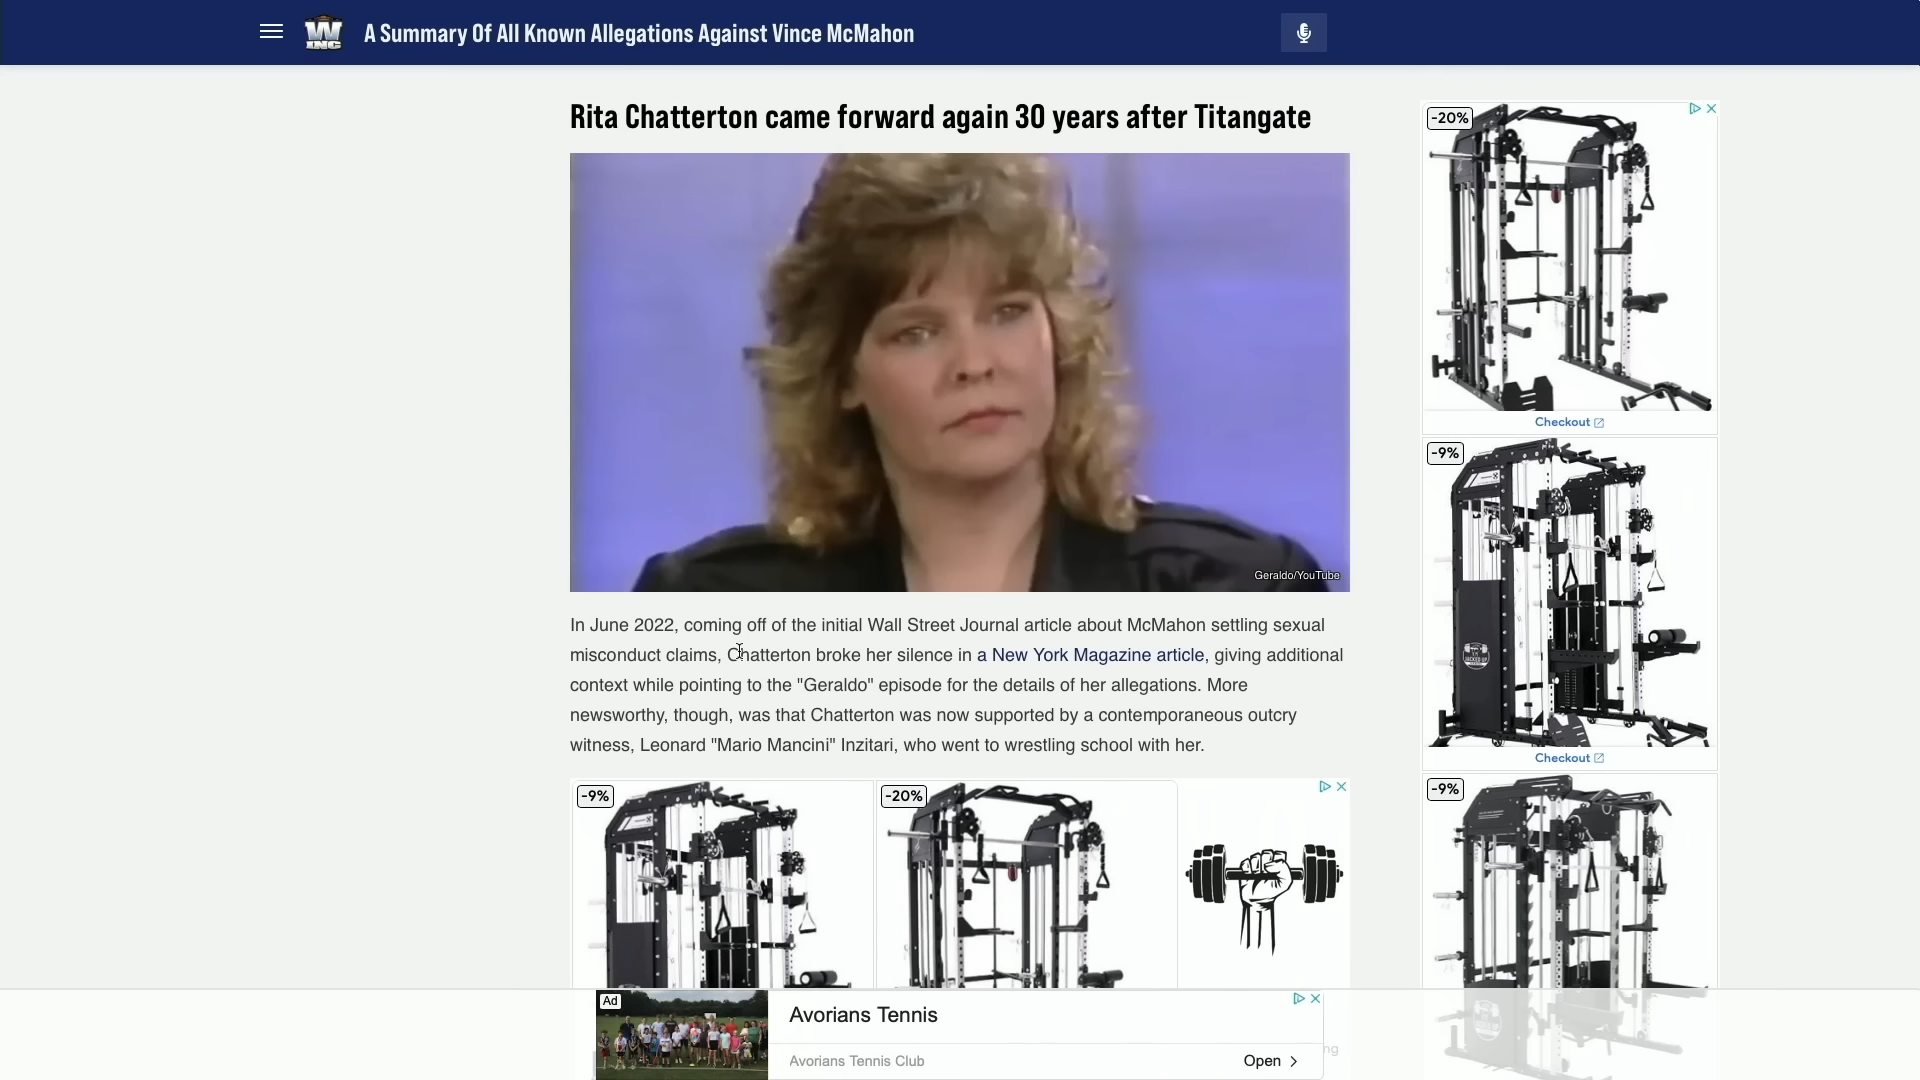 W
INC
A Summary Of All Known Allegations Against Vince McMahon
Rita Chatterton came forward again 30 years after Titangate
Geraldo/YouTube
In June 2022, coming off of the initial Wall Street Journal article about McMahon settling sexual
misconduct claims, Chatterton broke her silence in a New York Magazine article, giving additional
context while pointing to the "Geraldo" episode for the details of her allegations. More
newsworthy, though, was that Chatterton was now supported by a contemporaneous outcry
witness, Leonard "Mario Mancini" Inzitari, who went to wrestling school with her.
-20%
Checkout
-9%
JACKED UP
Checkout
-9%
-9%
-20%
Ad
Avorians Tennis
Avorians Tennis Club
Open
ng